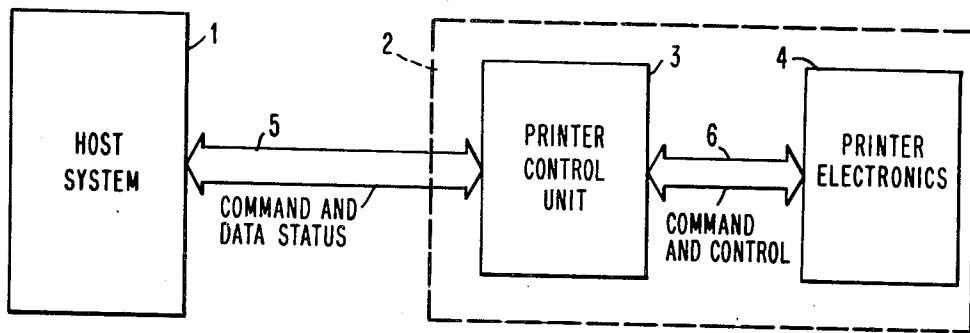 1
2
3
4
HOST
SYSTEM
5
COMMAND AND
DATA STATUS
PRINTER
CONTROL
UNIT
6
COMMAND
AND CONTROL
PRINTER
ELECTRONICS